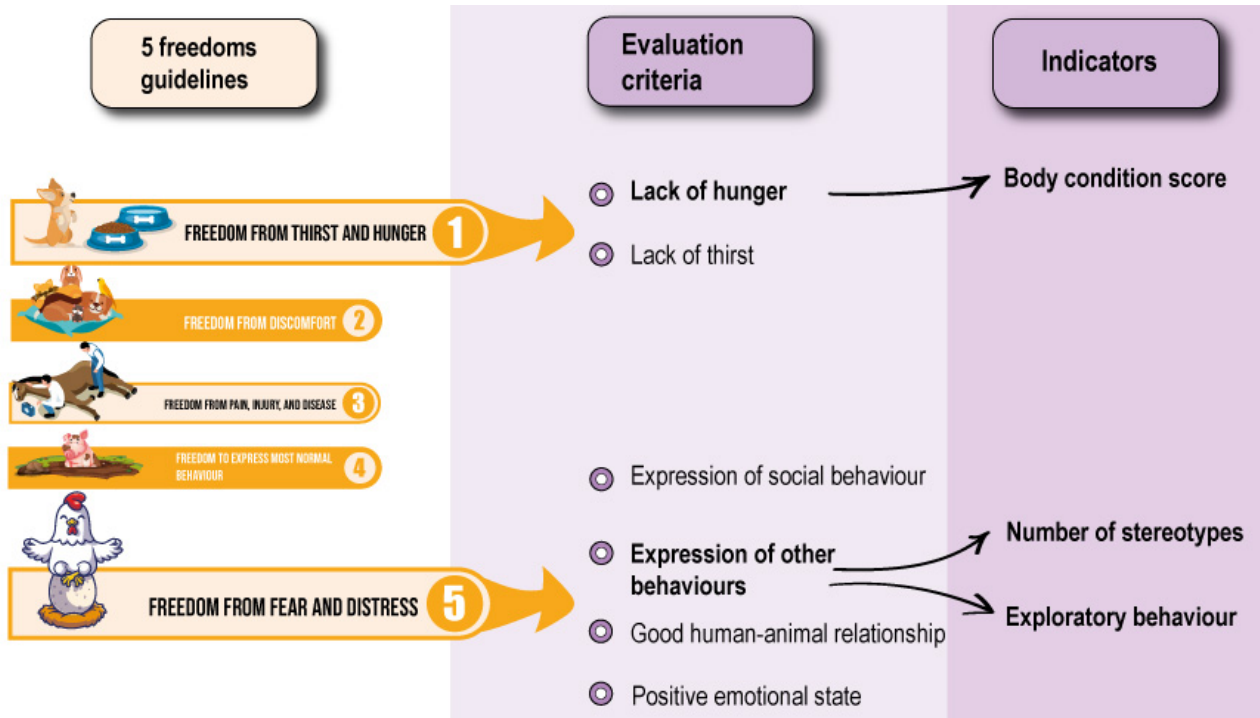 5 freedoms
guidelines
Evaluation
criteria
Indicators
FREEDOM FROM THIRST AND HUNGER 1
Lack of hunger
Body condition score
Lack of thirst
FREEDOM FROM DISCOMFORT 2
FREEDOM FROM PAIN, INJURY, AND DISEASE 3
FREEDOM TO EXPRESS MOST NORMAL
BEHAVIOUR 4
Expression of social behaviour
FREEDOM FROM FEAR AND DISTRESS 5
Expression of other
behaviours
Number of stereotypes
Exploratory behaviour
Good human-animal relationship
Positive emotional state